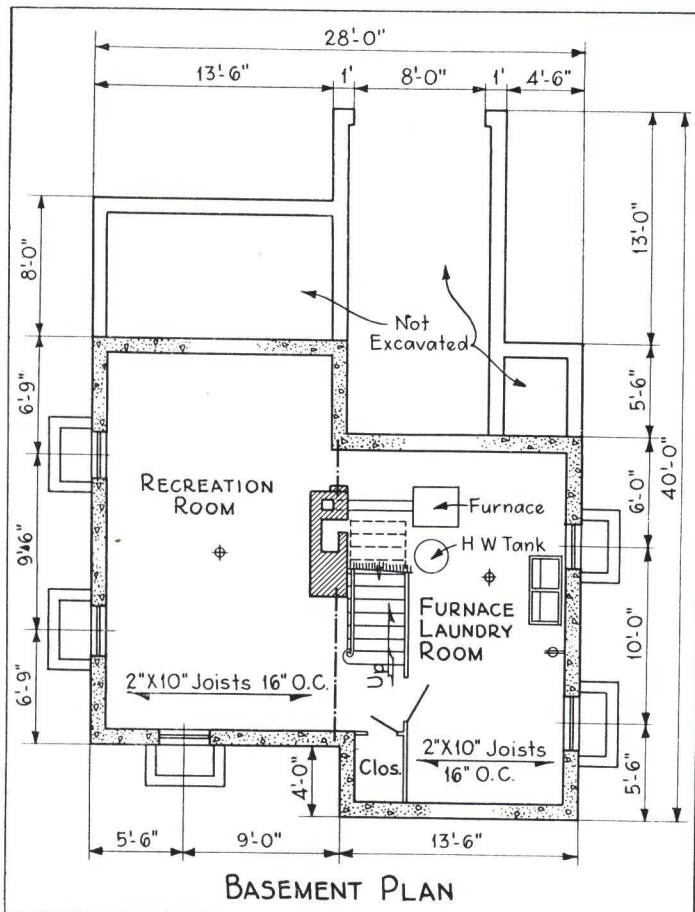 28'-0"
13'-6" 1' 8'-0" 1' 4'-6"
8'-0"
13'-0"
Not
Excavated
6'-9"
5'-6"
40'-0"
RECREATION
ROOM
Furnace
6'-0"
9'-6"
H W Tank
FURNACE
LAUNDRY
ROOM
10'-0"
Up
6'-9"
2"X10" Joists 16" O.C.
Clos.
2"X10" Joists
16" O.C.
4'-0"
5'-6"
5'-6" 9'-0" 13'-6"
BASEMENT PLAN